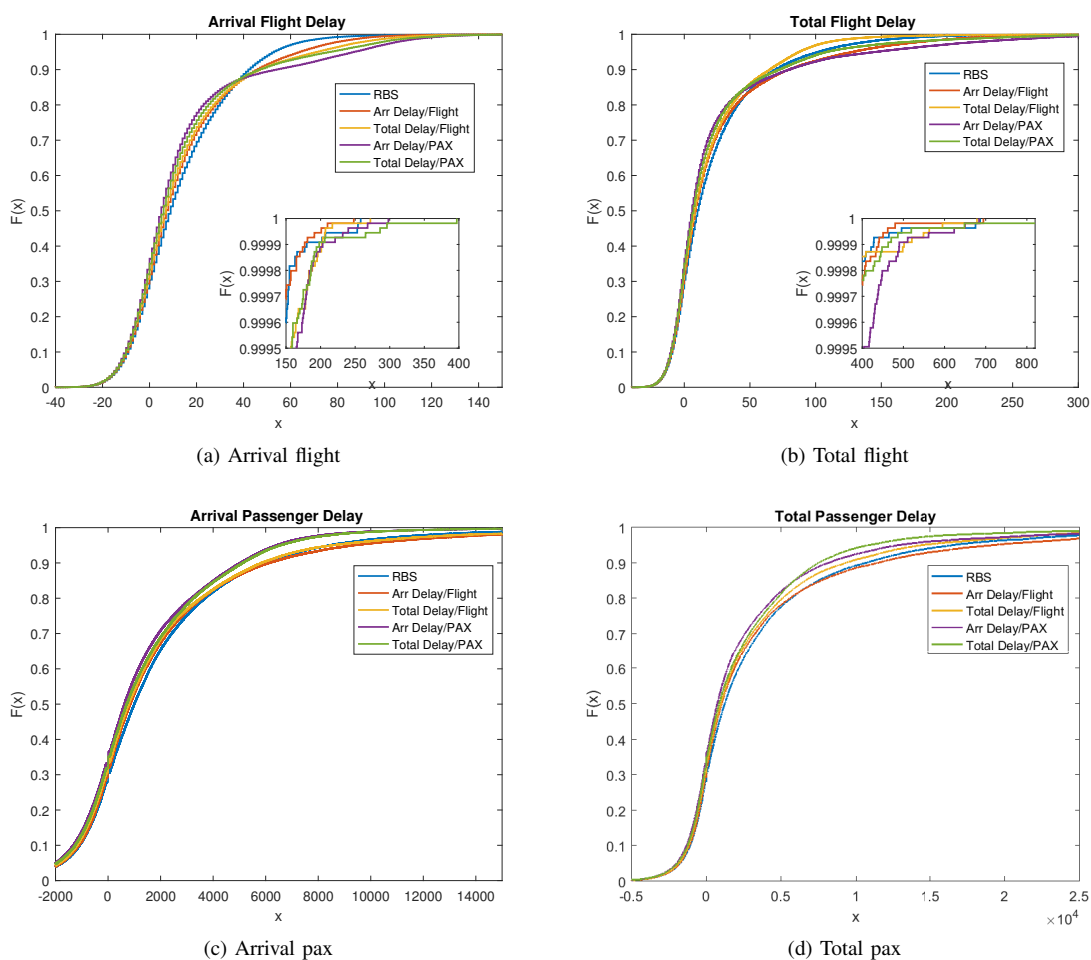 Arrival Flight Delay
1
0.9
0.8
0.7
0.6
0.5
0.4
0.3
0.2
0.1
0
F(x)
RBS
Arr Delay/Flight
Total Delay/Flight
Arr Delay/PAX
Total Delay/PAX
1
0.9999
0.9998
0.9997
0.9996
0.9995
F(x)
150 200 250 300 350 400
x
-40 -20 0 20 40 60 80 100 120 140
x
(a) Arrival flight
Total Flight Delay
1
0.9
0.8
0.7
0.6
0.5
0.4
0.3
0.2
0.1
0
F(x)
RBS
Arr Delay/Flight
Total Delay/Flight
Arr Delay/PAX
Total Delay/PAX
1
0.9999
0.9998
0.9997
0.9996
0.9995
F(x)
400 500 600 700 800
x
0 50 100 150 200 250 300
x
(b) Total flight
Arrival Passenger Delay
1
0.9
0.8
0.7
0.6
0.5
0.4
0.3
0.2
0.1
0
F(x)
RBS
Arr Delay/Flight
Total Delay/Flight
Arr Delay/PAX
Total Delay/PAX
-2000 0 2000 4000 6000 8000 10000 12000 14000
x
(c) Arrival pax
Total Passenger Delay
1
0.9
0.8
0.7
0.6
0.5
0.4
0.3
0.2
0.1
0
F(x)
RBS
Arr Delay/Flight
Total Delay/Flight
Arr Delay/PAX
Total Delay/PAX
-0.5 0 0.5 1 1.5 2 2.5
x
×10⁴
(d) Total pax